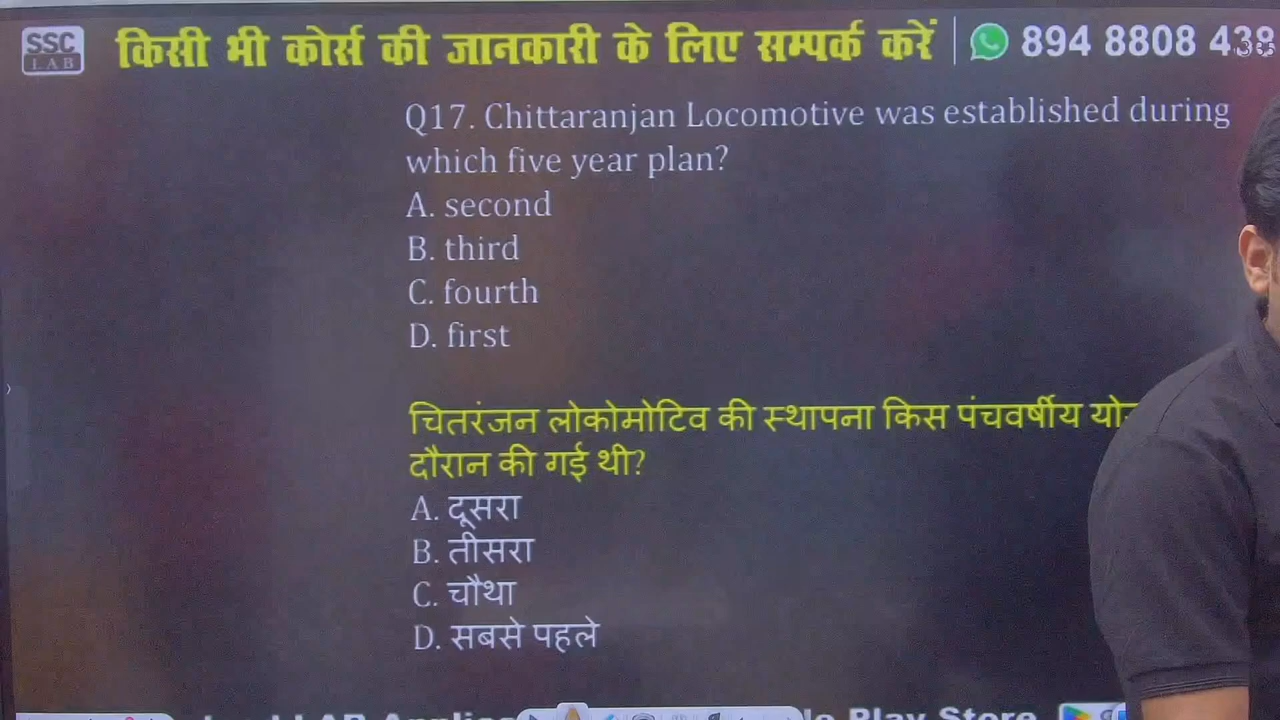 SSC
LAB
किसी भी कोर्स की जानकारी के लिए सम्पर्क करें
894 8808 438
Q17. Chittaranjan Locomotive was established during
which five year plan?
A. second
B. third
C. fourth
D. first
चितरंजन लोकोमोटिव की स्थापना किस पंचवर्षीय
दौरान की गई थी?
A. दूसरा
B. तीसरा
C. चौथा
D. सबसे पहले
LAB
Play Store